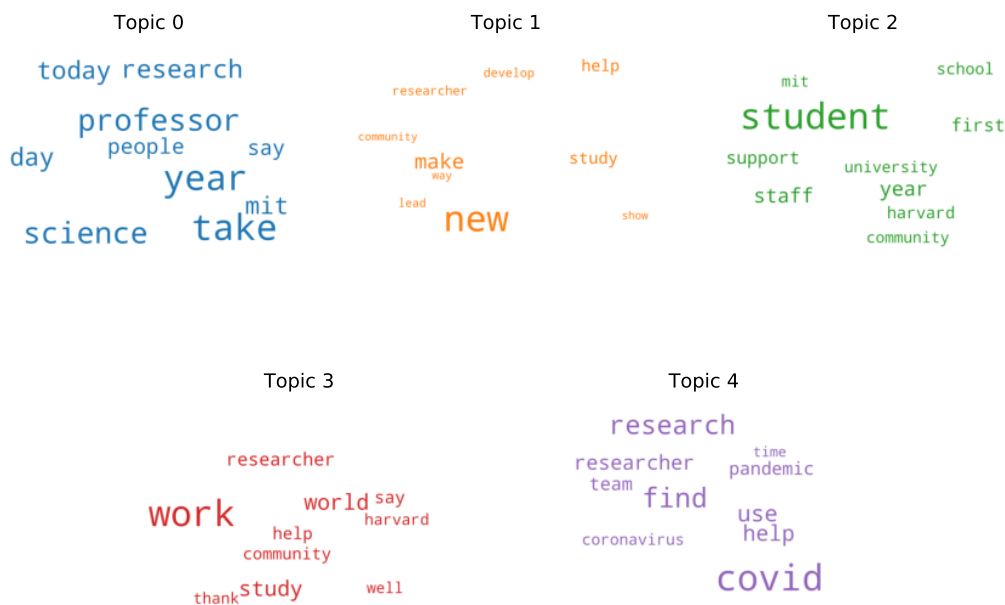 Topic 0
today research
professor
people say
day
year
mit
science take
Topic 1
help
develop
researcher
community
make study
way
lead
new show
Topic 2
school
mit
student
first
support
university
staff year
harvard
community
Topic 3
researcher
work world say
harvard
help
community
study well
thank
Topic 4
research
time
researcher
pandemic
team find
use
help
coronavirus
covid